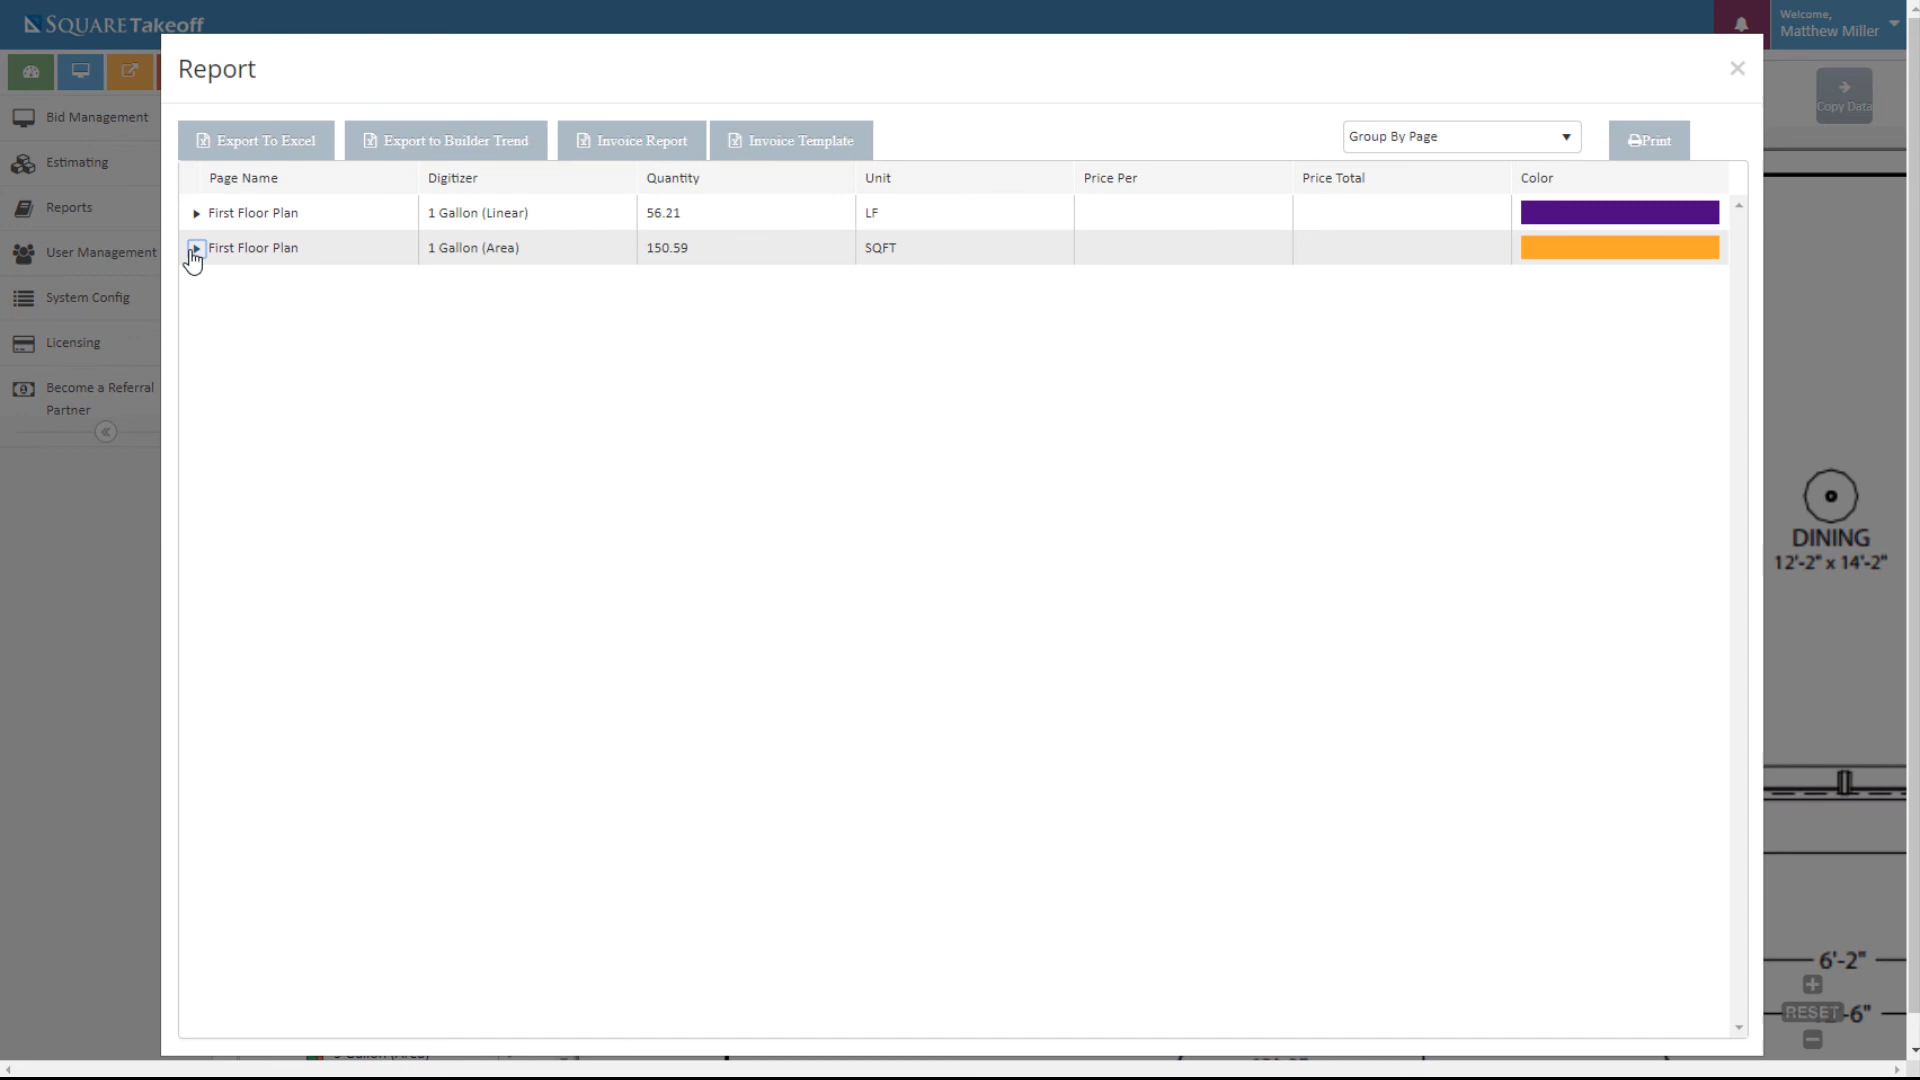 SQUARETakeoff
Welcome,
Matthew Miller
Report
Copy Data
Bid Management
Estimating
Reports
User Management
System Config
Licensing
Become a Referral
Partner
Export To Excel
Export to Builder Trend
Invoice Report
Invoice Template
Group By Page
Print
Page Name Digitizer Quantity Unit Price Per Price Total Color
First Floor Plan 1 Gallon (Linear) 56.21 LF
First Floor Plan 1 Gallon (Area) 150.59 SQFT
DINING
12'-2" x 14'-2"
6'-2"
RESET
-6"